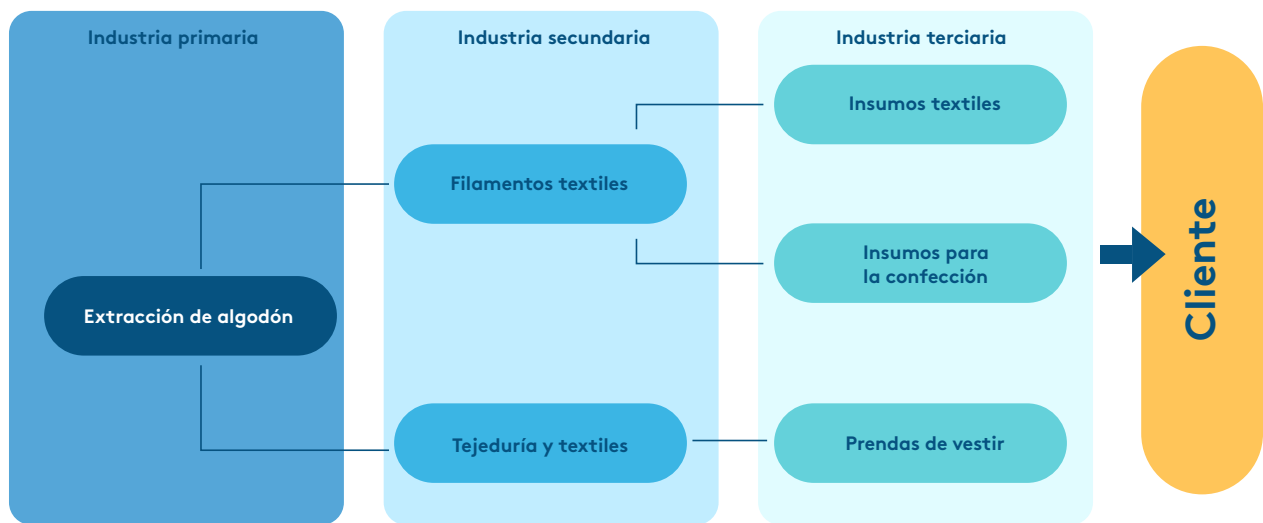 Industria primaria
Extracción de algodón
Industria secundaria
Filamentos textiles
Tejeduría y textiles
Industria terciaria
Insumos textiles
Insumos para
la confección
Prendas de vestir
Cliente